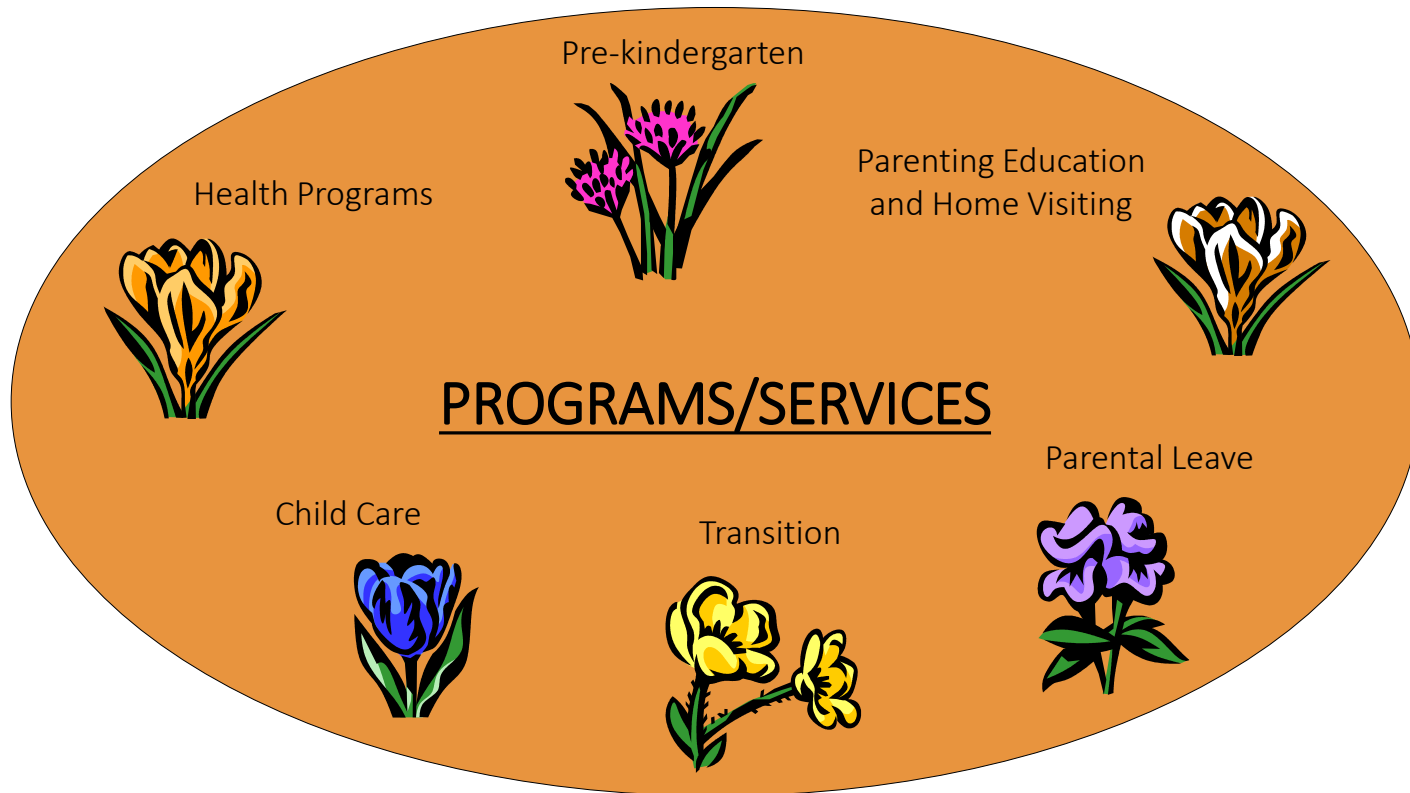 Pre-kindergarten
Parenting Education
and Home Visiting
Health Programs
PROGRAMS/SERVICES
Parental Leave
Child Care
Transition